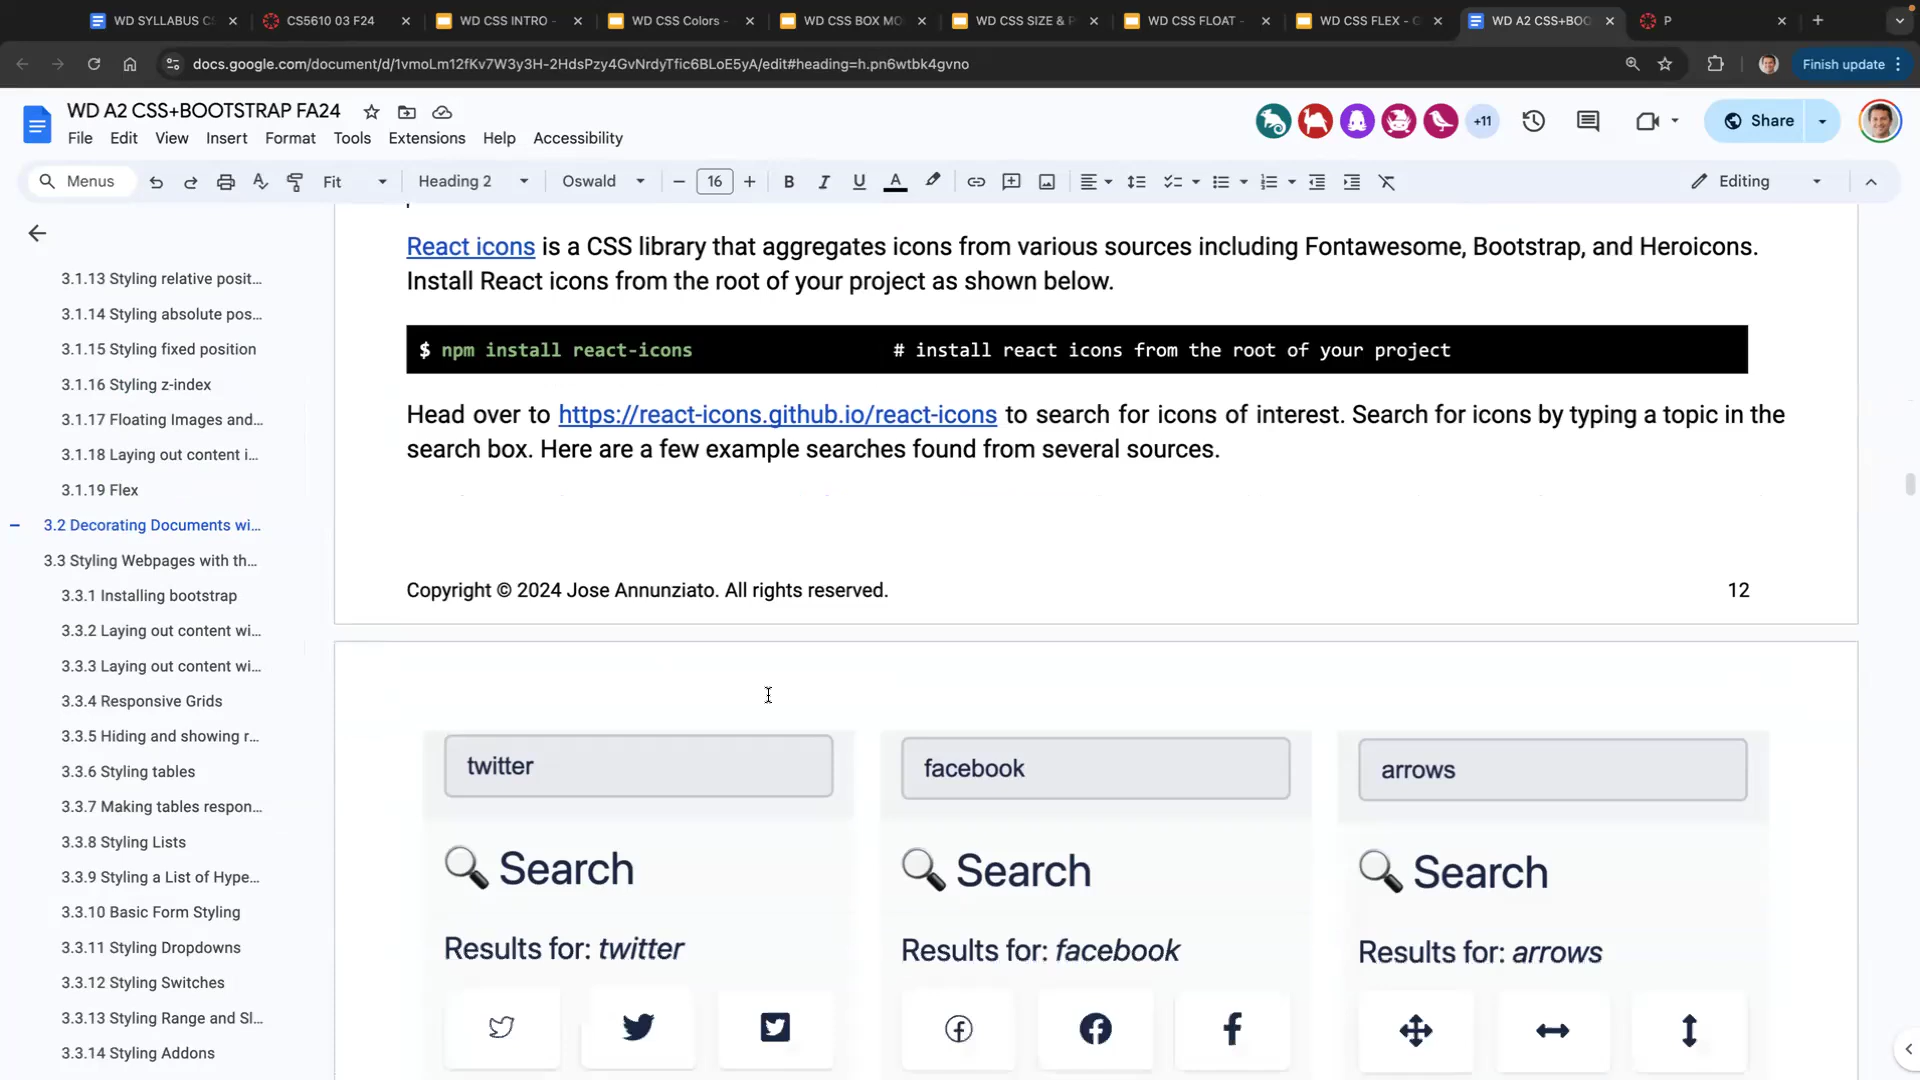 WD SYLLABUS CS
CS5610 03 F24
WD CSS INTRO -
WD CSS Colors -
WD CSS BOX MO
WD CSS SIZE & P
WD CSS FLOAT -
WD CSS FLEX - G
WD A2 CSS+BOO
P
docs.google.com/document/d/1vmoLm12fKv7W3y3H-2HdsPzy4GvNrdyTfic6BLoE5yA/edit#heading=h.pn6wtbk4gvno
Finish update
WD A2 CSS+BOOTSTRAP FA24
File Edit View Insert Format Tools Extensions Help Accessibility
+11
Share
Menus
Fit
Heading 2
Oswald
16
Editing
3.1.13 Styling relative posit...
3.1.14 Styling absolute pos...
3.1.15 Styling fixed position
3.1.16 Styling z-index
3.1.17 Floating Images and...
3.1.18 Laying out content i...
3.1.19 Flex
3.2 Decorating Documents wi...
3.3 Styling Webpages with th...
3.3.1 Installing bootstrap
3.3.2 Laying out content wi...
3.3.3 Laying out content wi...
3.3.4 Responsive Grids
3.3.5 Hiding and showing r...
3.3.6 Styling tables
3.3.7 Making tables respon...
3.3.8 Styling Lists
3.3.9 Styling a List of Hype...
3.3.10 Basic Form Styling
3.3.11 Styling Dropdowns
3.3.12 Styling Switches
3.3.13 Styling Range and Sl...
3.3.14 Styling Addons
React icons is a CSS library that aggregates icons from various sources including Fontawesome, Bootstrap, and Heroicons.
Install React icons from the root of your project as shown below.
$ npm install react-icons # install react icons from the root of your project
Head over to https://react-icons.github.io/react-icons to search for icons of interest. Search for icons by typing a topic in the
search box. Here are a few example searches found from several sources.
Copyright © 2024 Jose Annunziato. All rights reserved. 12
twitter
Search
Results for: twitter
facebook
Search
Results for: facebook
arrows
Search
Results for: arrows